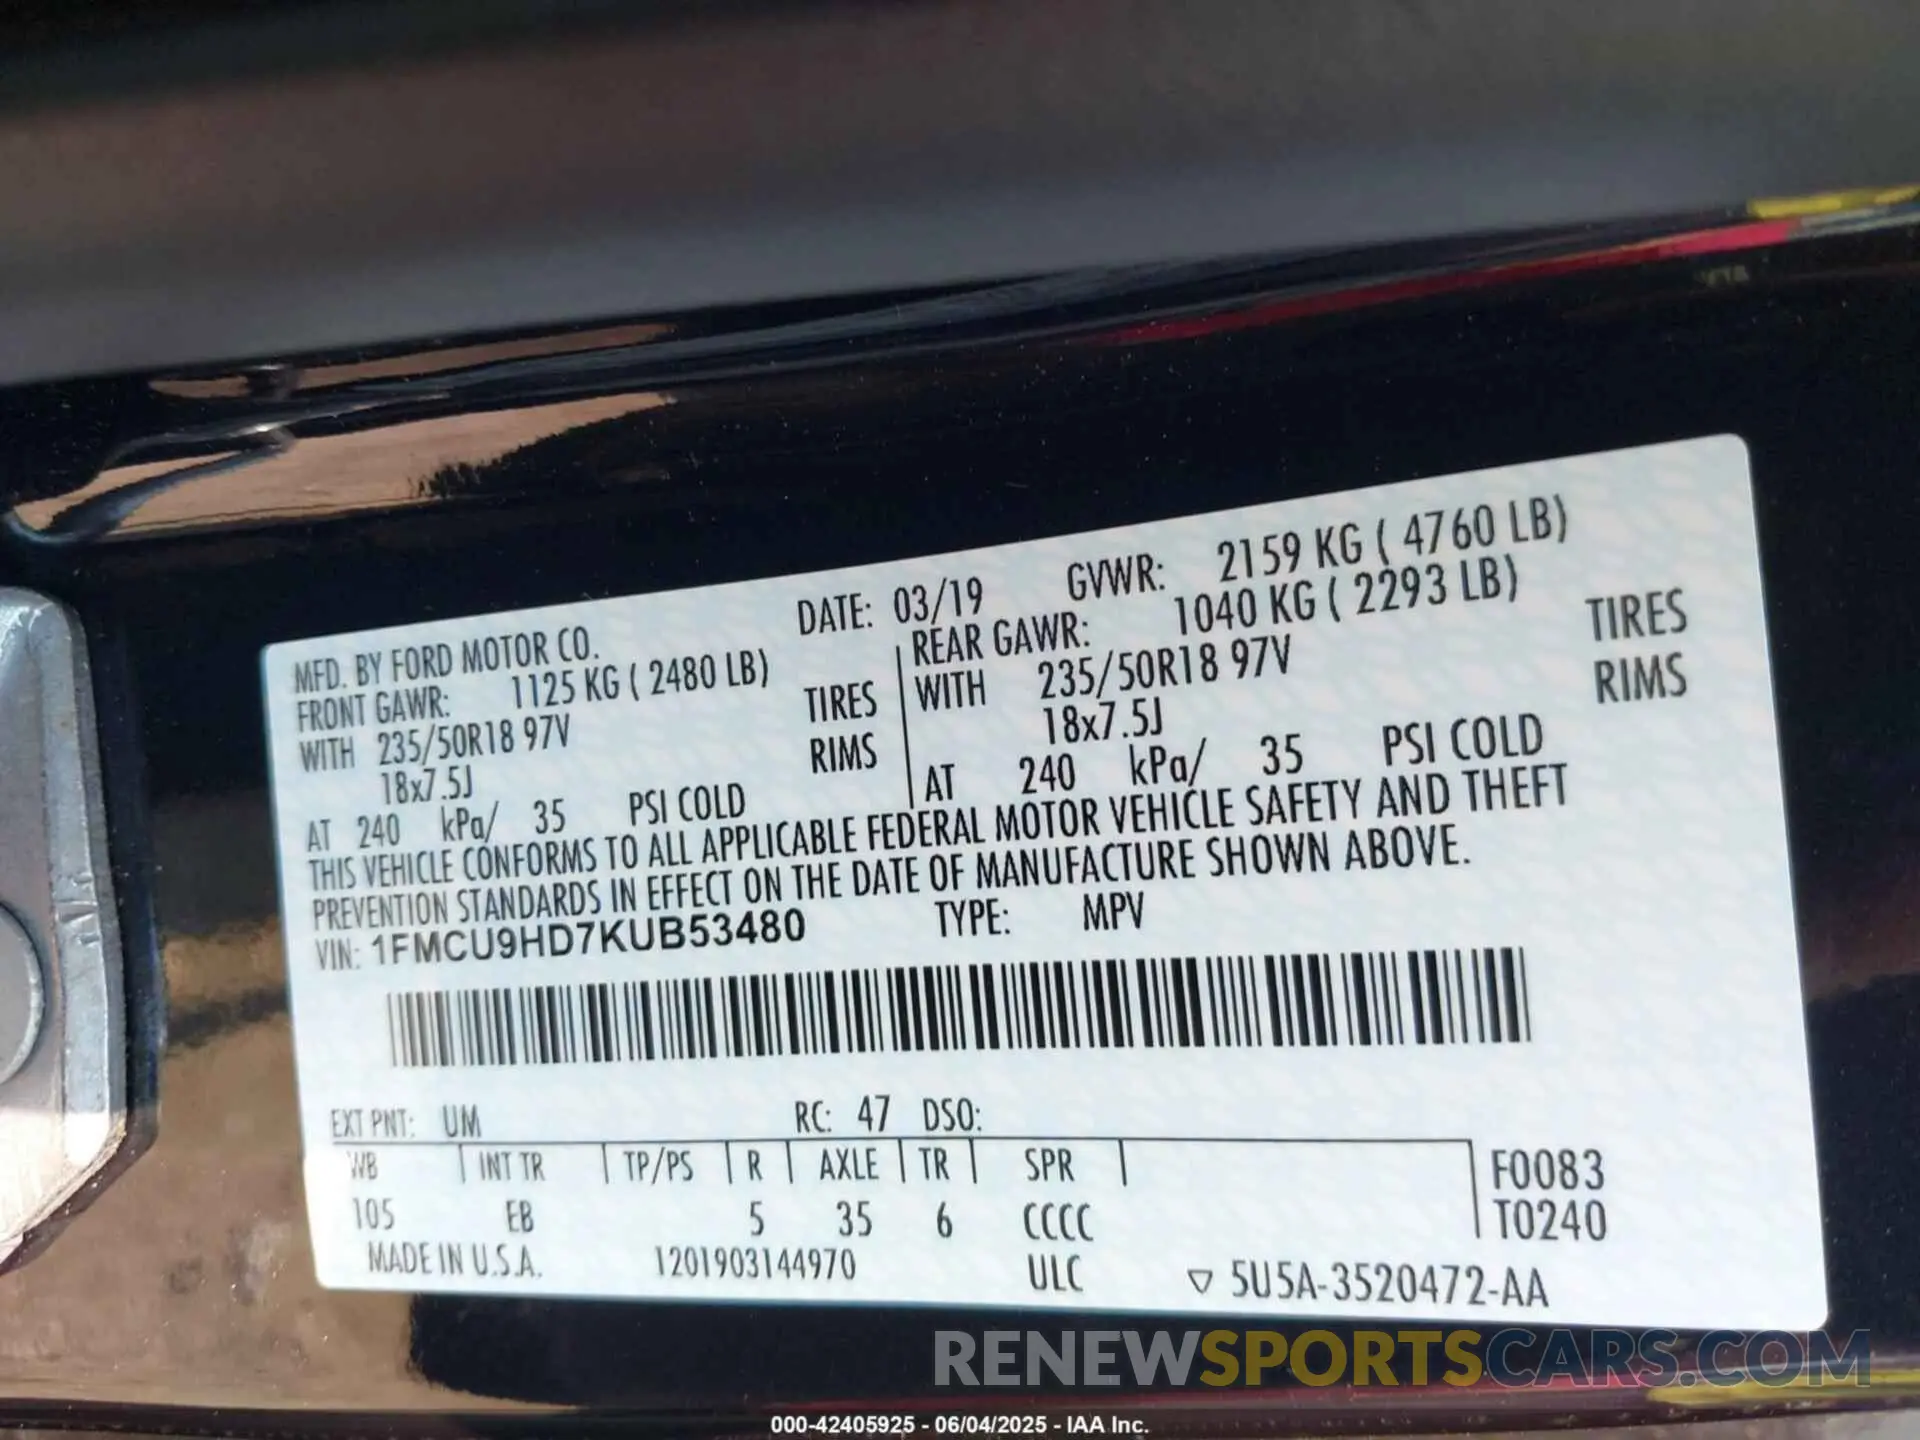 MFD. BY FORD MOTOR CO. DATE: 03/19 GVWR: 2159 KG ( 4760 LB)
FRONT GAWR: 1125 KG ( 2480 LB) REAR GAWR: 1040 KG ( 2293 LB)
WITH 235/50R18 97V TIRES WITH 235/50R18 97V TIRES
18x7.5J RIMS 18x7.5J RIMS
AT 240 kPa/ 35 PSI COLD AT 240 kPa/ 35 PSI COLD
THIS VEHICLE CONFORMS TO ALL APPLICABLE FEDERAL MOTOR VEHICLE SAFETY AND THEFT
PREVENTION STANDARDS IN EFFECT ON THE DATE OF MANUFACTURE SHOWN ABOVE.
VIN: 1FMCU9HD7KUB53480 TYPE: MPV
EXT PNT: UM RC: 47 DSO:
WB INT TR TP/PS R AXLE TR SPR F0083
105 EB 5 35 6 CCCC T0240
MADE IN U.S.A. 1201903144970 ULC ▽ 5U5A-3520472-AA
RENEWSPORTSCARS.COM
000-42405925 - 06/04/2025 - IAA Inc.